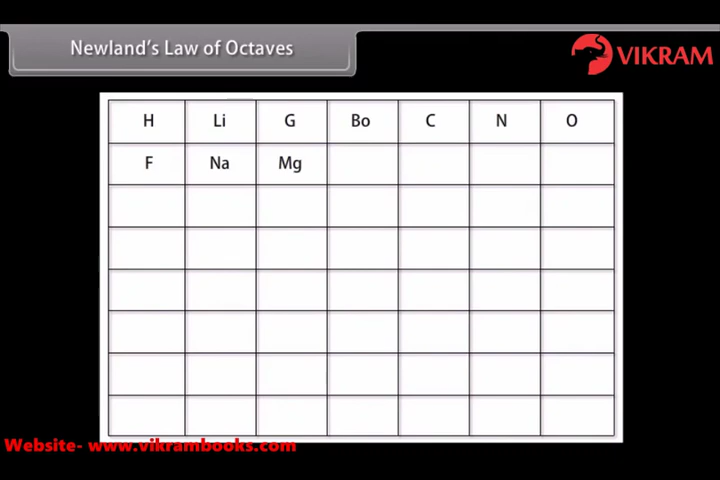 Newland's Law of Octaves
VIKRAM
H Li G Bo C N O
F Na Mg
Website- www.vikrambooks.com